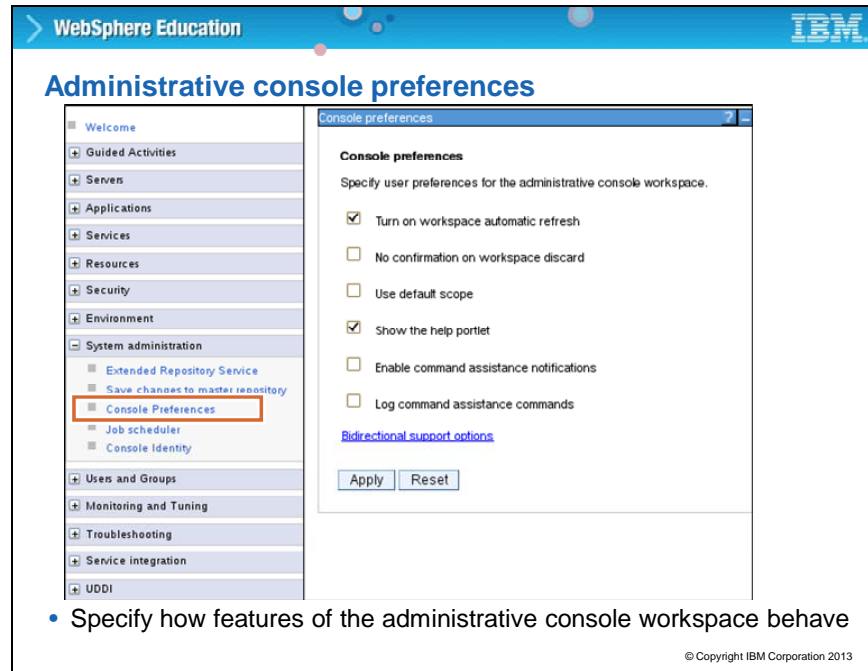 WebSphere Education
IBM.
Administrative console preferences
Welcome
Guided Activities
Servers
Applications
Services
Resources
Security
Environment
System administration
Extended Repository Service
Save changes to master repository
Console Preferences
Job scheduler
Console Identity
Users and Groups
Monitoring and Tuning
Troubleshooting
Service integration
UDDI
Console preferences
? –
Console preferences
Specify user preferences for the administrative console workspace.
Turn on workspace automatic refresh
No confirmation on workspace discard
Use default scope
Show the help portlet
Enable command assistance notifications
Log command assistance commands
Bidirectional support options
Apply Reset
• Specify how features of the administrative console workspace behave
© Copyright IBM Corporation 2013